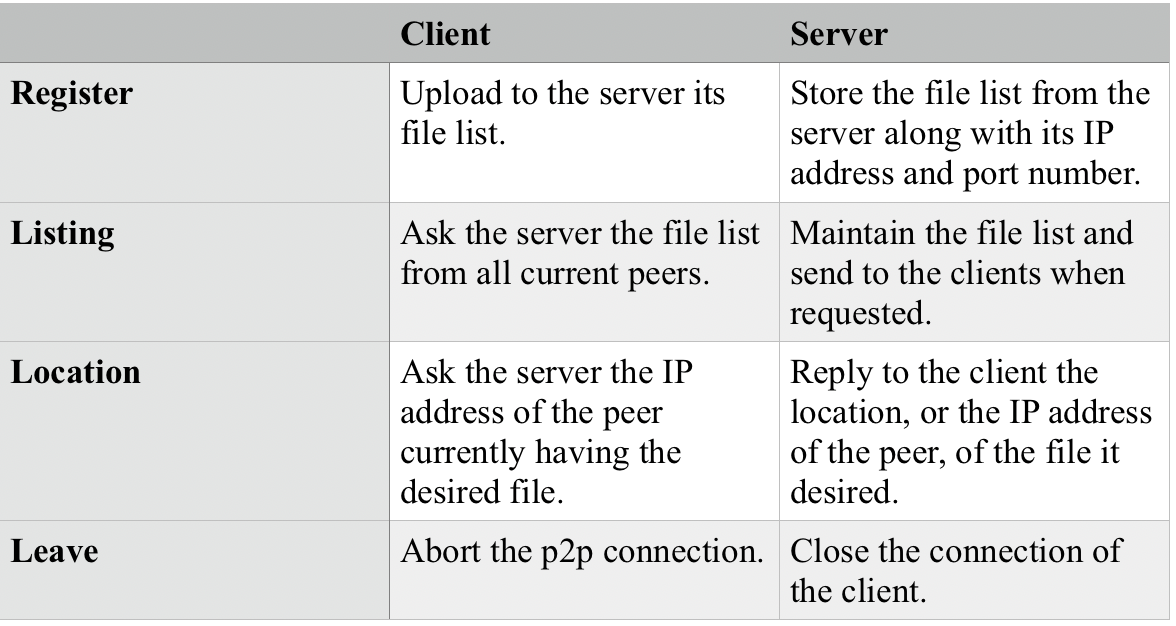 Client
Server
Register
Upload to the server its
file list.
Store the file list from the
server along with its IP
address and port number.
Listing
Ask the server the file list
from all current peers.
Maintain the file list and
send to the clients when
requested.
Location
Ask the server the IP
address of the peer
currently having the
desired file.
Reply to the client the
location, or the IP address
of the peer, of the file it
desired.
Leave
Abort the p2p connection.
Close the connection of
the client.